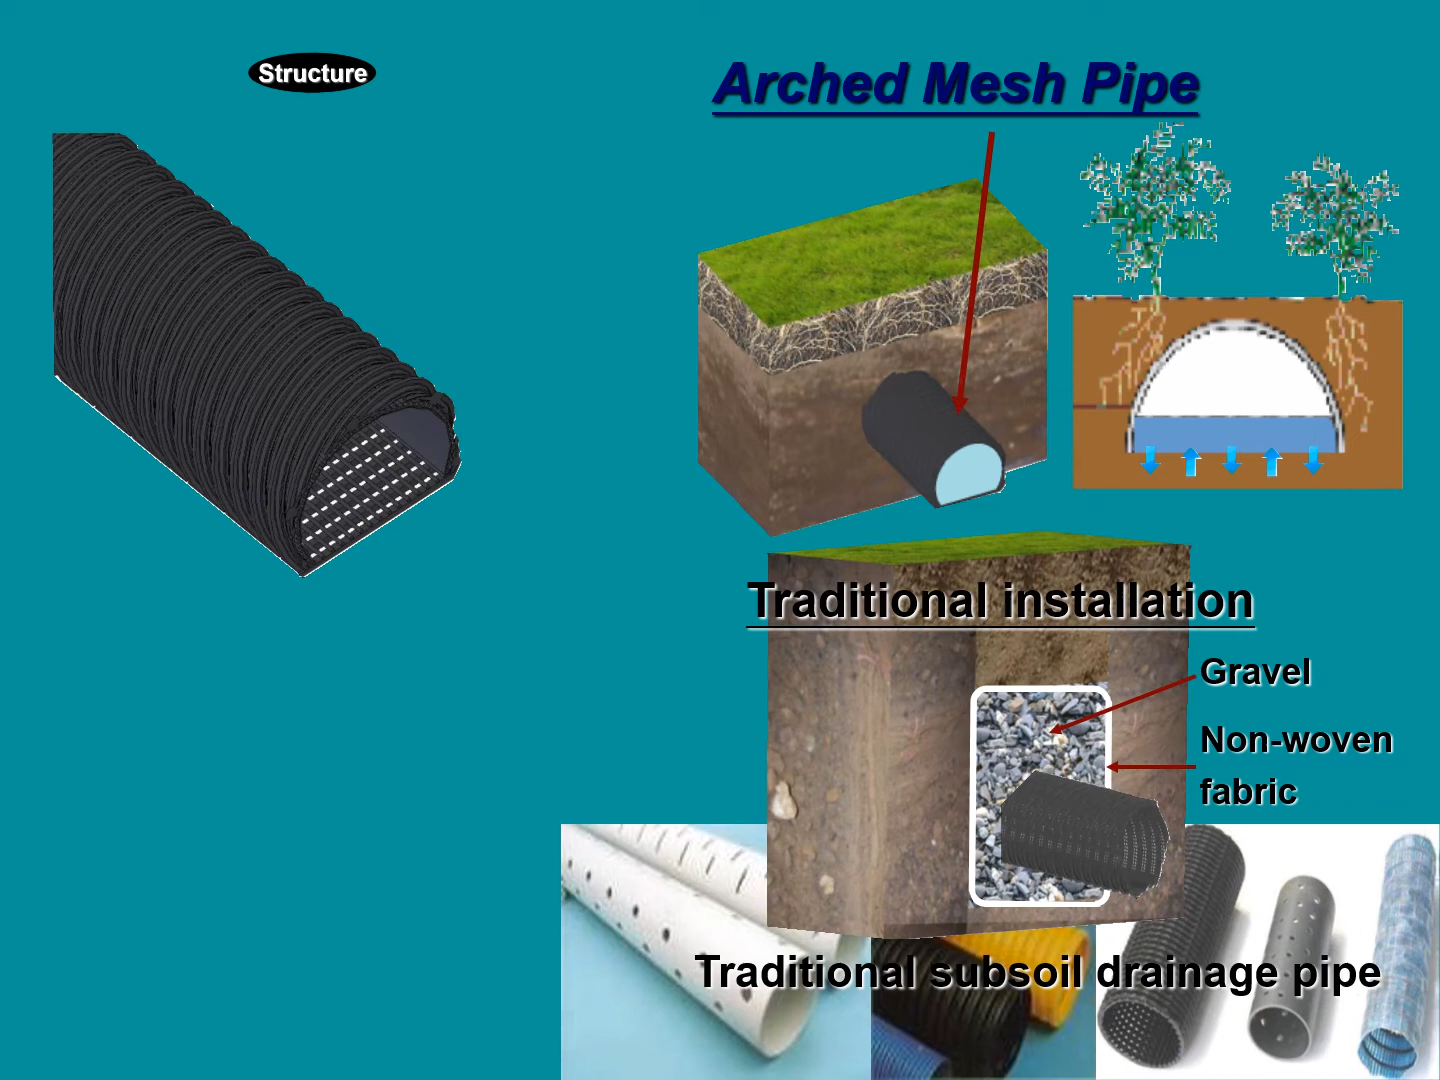 Structure
Arched Mesh Pipe
Traditional installation
Gravel
Non-woven
fabric
Traditional subsoil drainage pipe